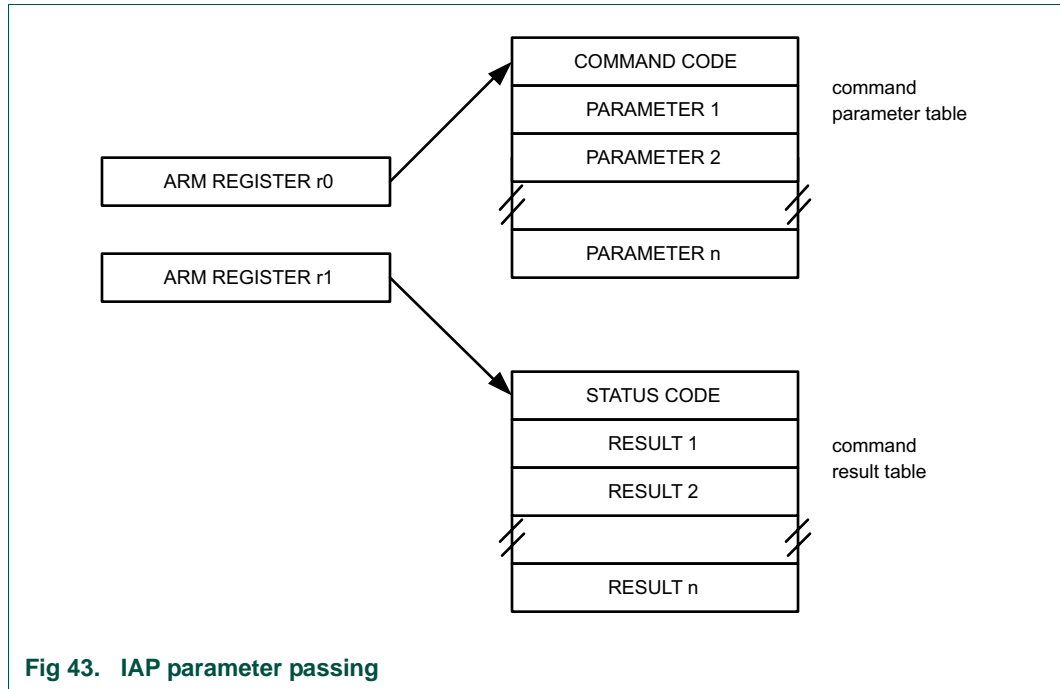 COMMAND CODE
PARAMETER 1
PARAMETER 2
PARAMETER n
command
parameter table
ARM REGISTER r0
ARM REGISTER r1
STATUS CODE
RESULT 1
RESULT 2
RESULT n
command
result table
Fig 43. IAP parameter passing